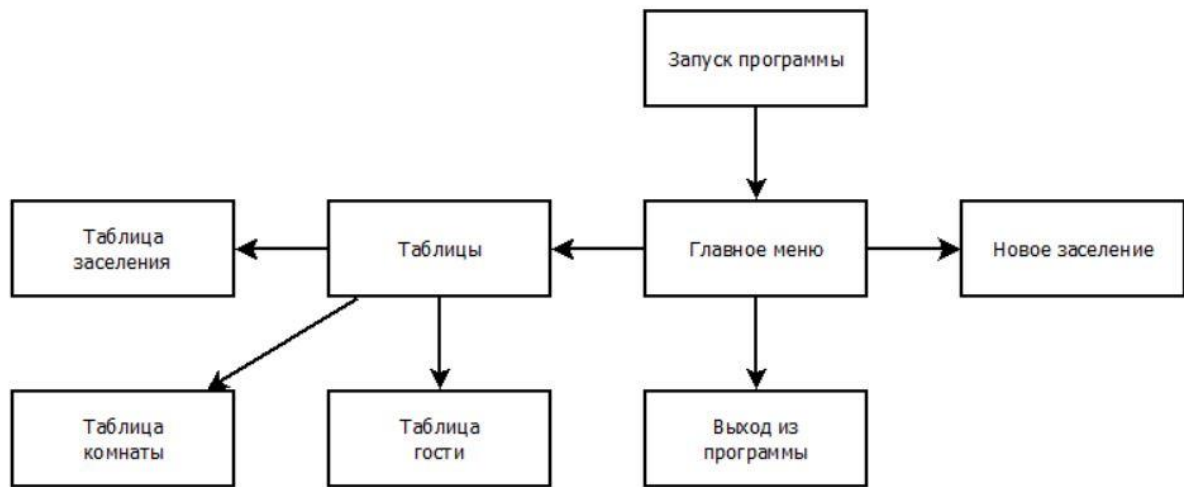 Запуск программы
Таблица
заселения
Таблицы
Главное меню
Новое заселение
Таблица
комнаты
Таблица
гости
Выход из
программы